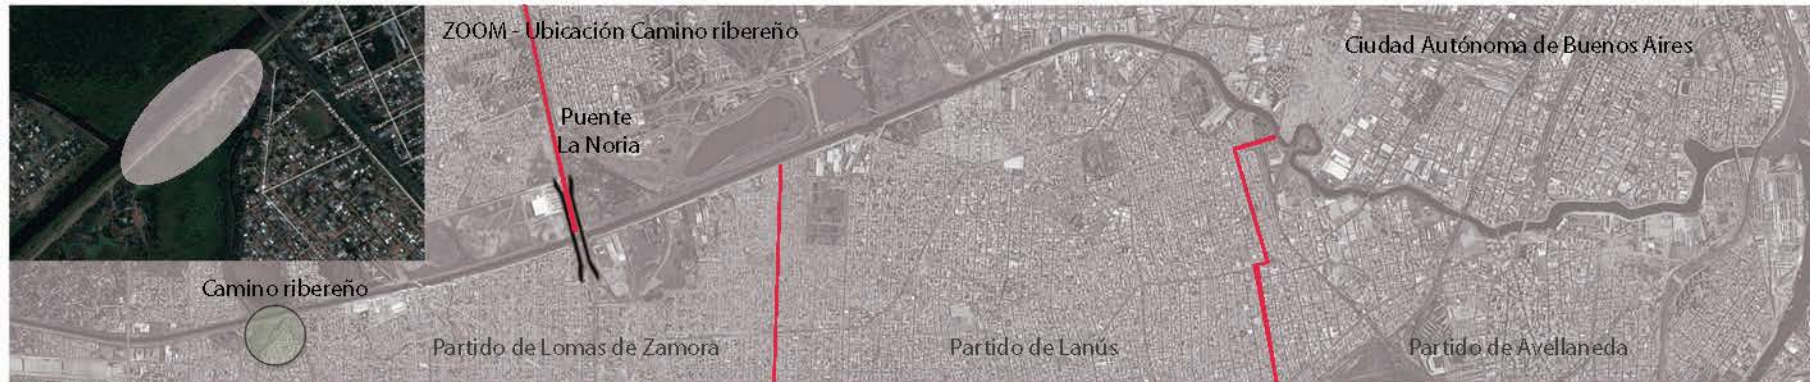 ZOOM - Ubicación Camino ribereño
Ciudad Autónoma de Buenos Aires
Puente
La Noria
Camino ribereño
Partido de Lomas de Zamora
Partido de Lanús
Partido de Avellaneda